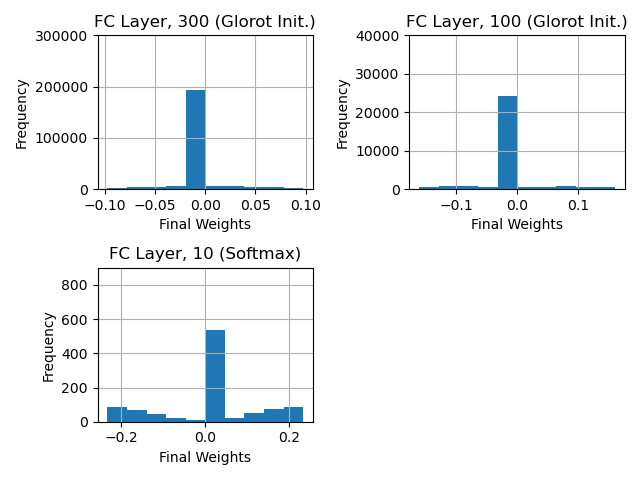 FC Layer, 300 (Glorot Init.)
300000
200000
100000
0
Frequency
−0.10 −0.05 0.00 0.05 0.10
Final Weights
FC Layer, 100 (Glorot Init.)
40000
30000
20000
10000
0
Frequency
−0.1 0.0 0.1
Final Weights
FC Layer, 10 (Softmax)
800
600
400
200
0
Frequency
−0.2 0.0 0.2
Final Weights